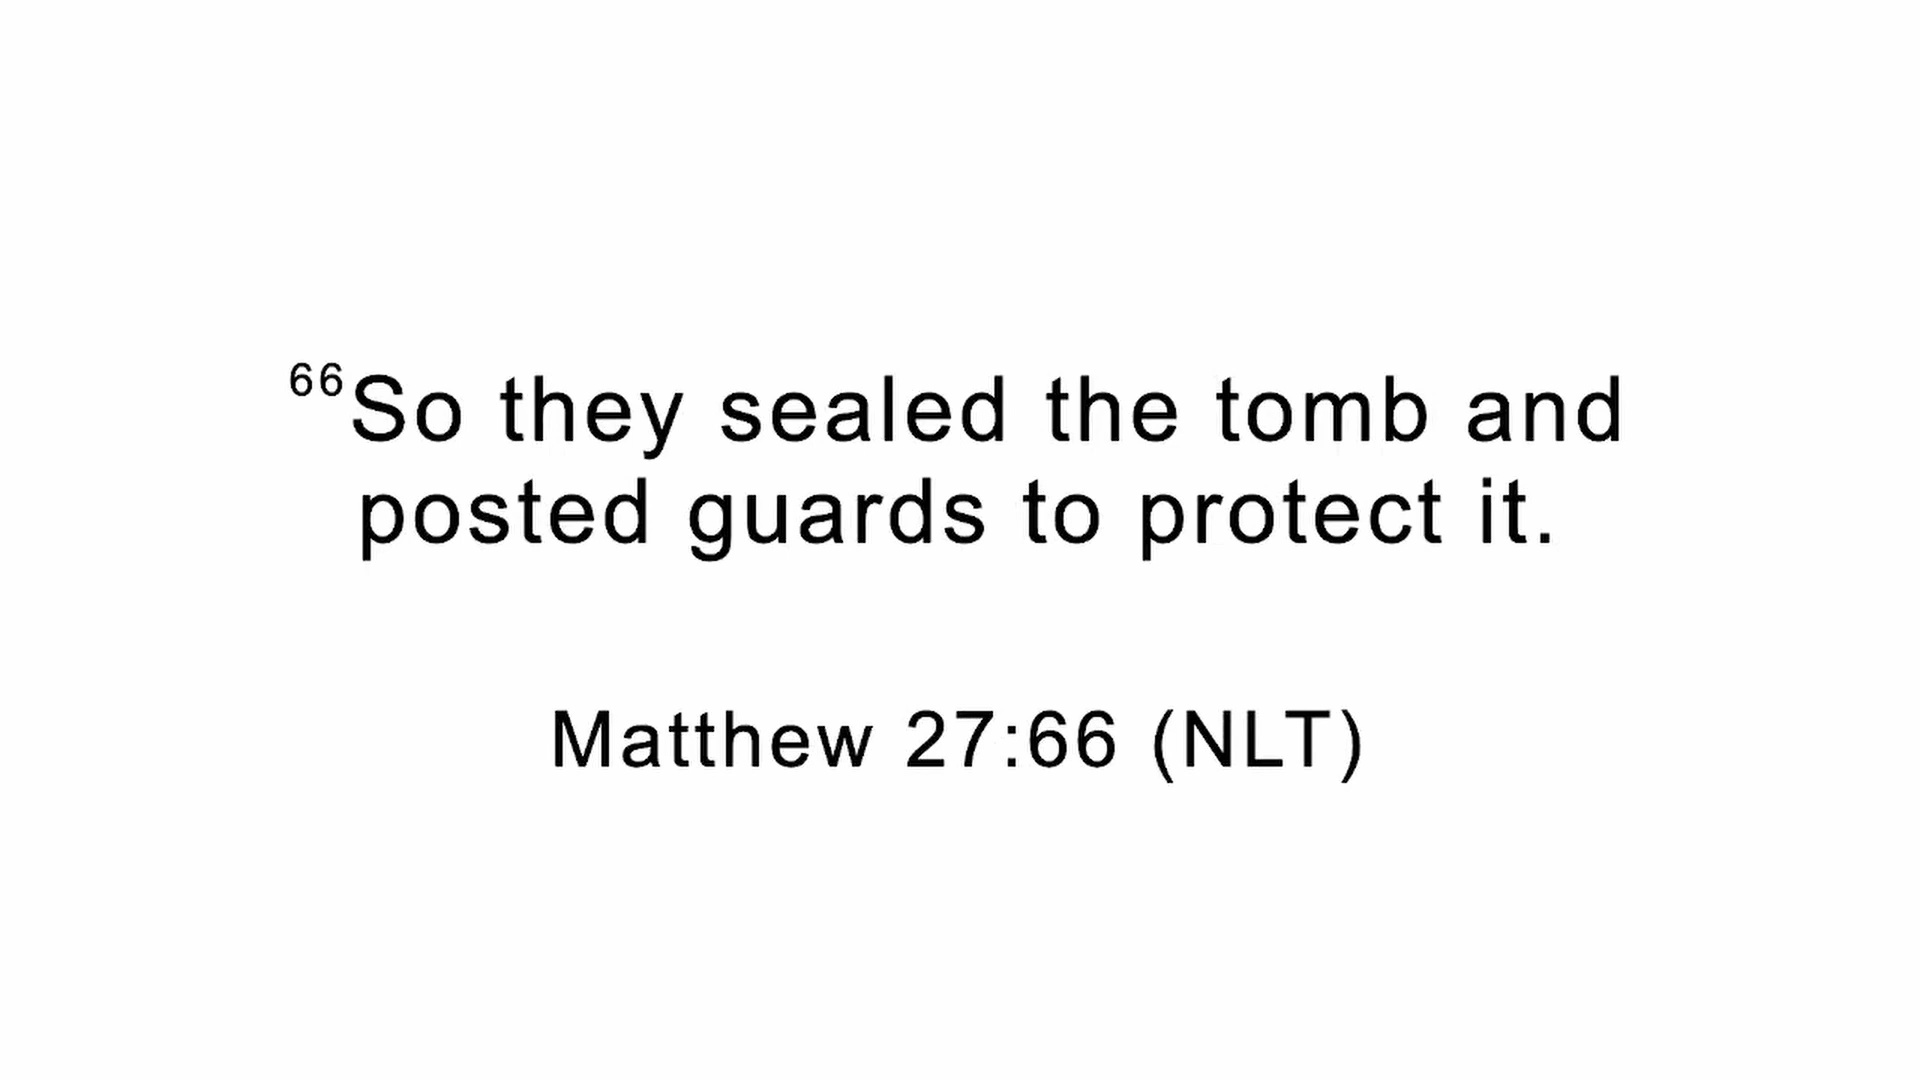 ⁶⁶So they sealed the tomb and
posted guards to protect it.
Matthew 27:66 (NLT)